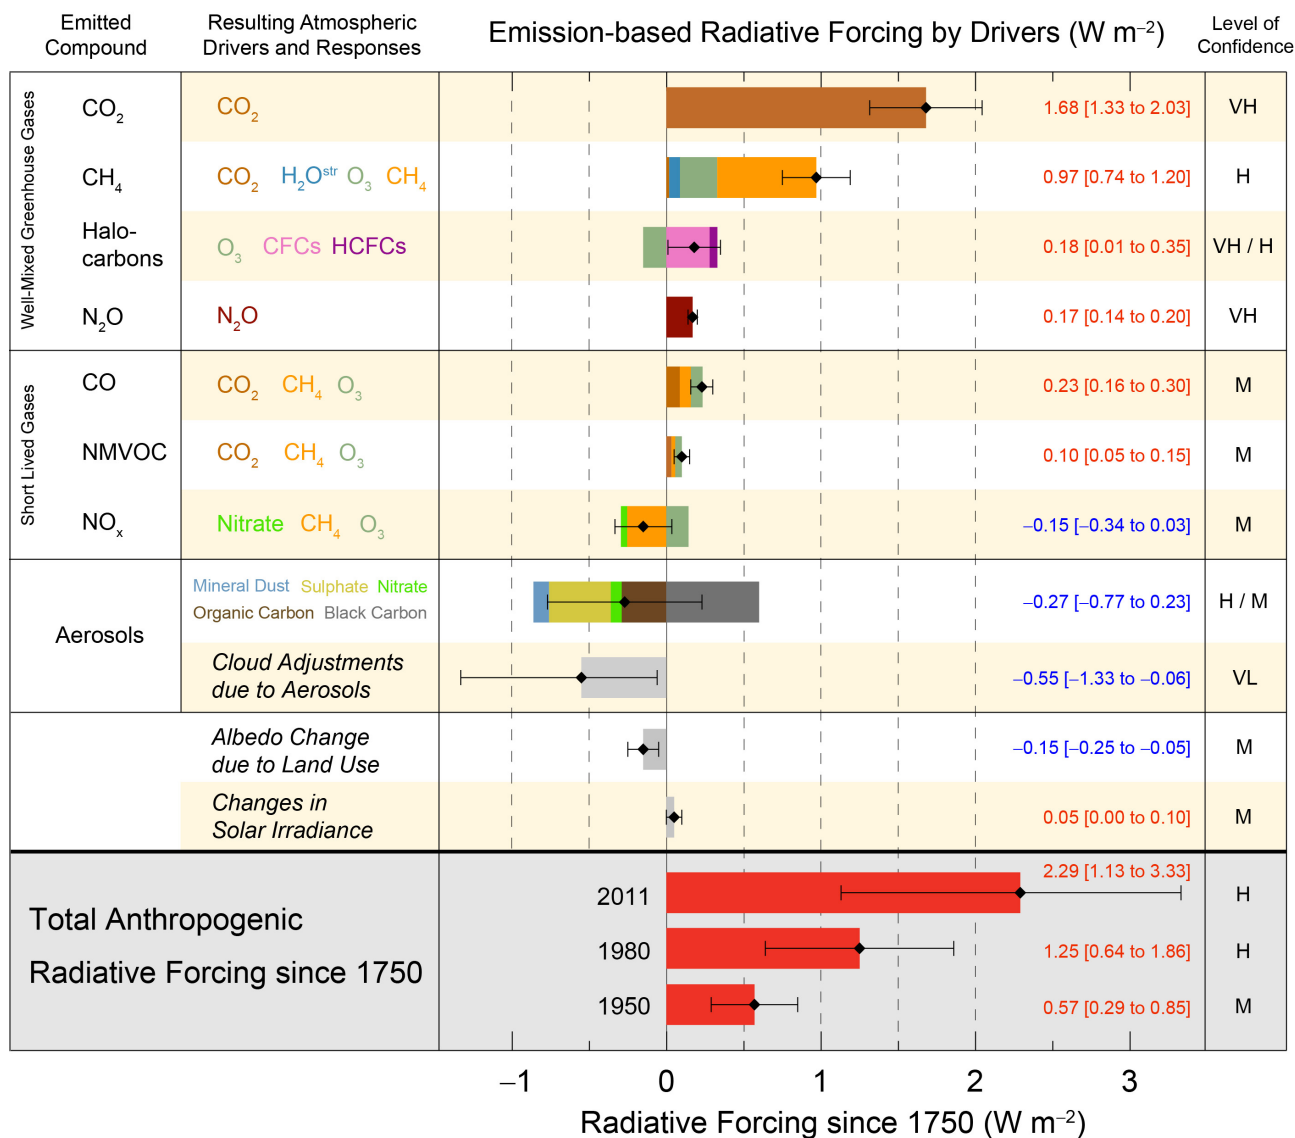 Emitted Compound
Resulting Atmospheric Drivers and Responses
Emission-based Radiative Forcing by Drivers (W m−2)
Level of Confidence
Well-Mixed Greenhouse Gases
CO2 CO2 1.68 [1.33 to 2.03] VH
CH4 CO2 H2Ostr O3 CH4 0.97 [0.74 to 1.20] H
Halo-
carbons O3 CFCs HCFCs 0.18 [0.01 to 0.35] VH / H
N2O N2O 0.17 [0.14 to 0.20] VH
Short Lived Gases
CO CO2 CH4 O3 0.23 [0.16 to 0.30] M
NMVOC CO2 CH4 O3 0.10 [0.05 to 0.15] M
NOx Nitrate CH4 O3 −0.15 [−0.34 to 0.03] M
Aerosols
Mineral Dust Sulphate Nitrate
Organic Carbon Black Carbon −0.27 [−0.77 to 0.23] H / M
Cloud Adjustments
due to Aerosols −0.55 [−1.33 to −0.06] VL
Albedo Change
due to Land Use −0.15 [−0.25 to −0.05] M
Changes in
Solar Irradiance 0.05 [0.00 to 0.10] M
Total Anthropogenic
Radiative Forcing since 1750
2011 2.29 [1.13 to 3.33] H
1980 1.25 [0.64 to 1.86] H
1950 0.57 [0.29 to 0.85] M
−1 0 1 2 3
Radiative Forcing since 1750 (W m−2)